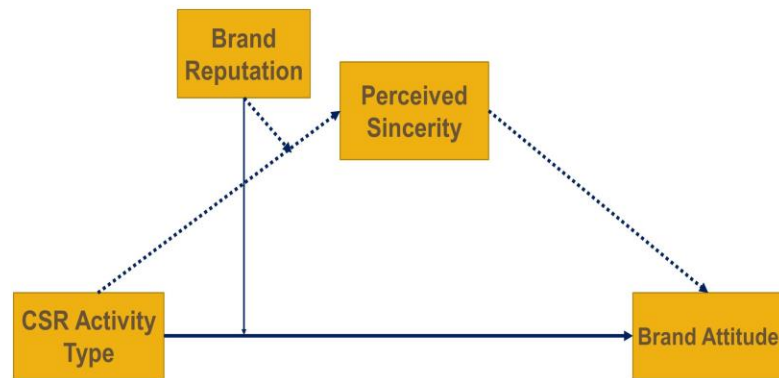 Brand
Reputation
Perceived
Sincerity
CSR Activity
Type
Brand Attitude